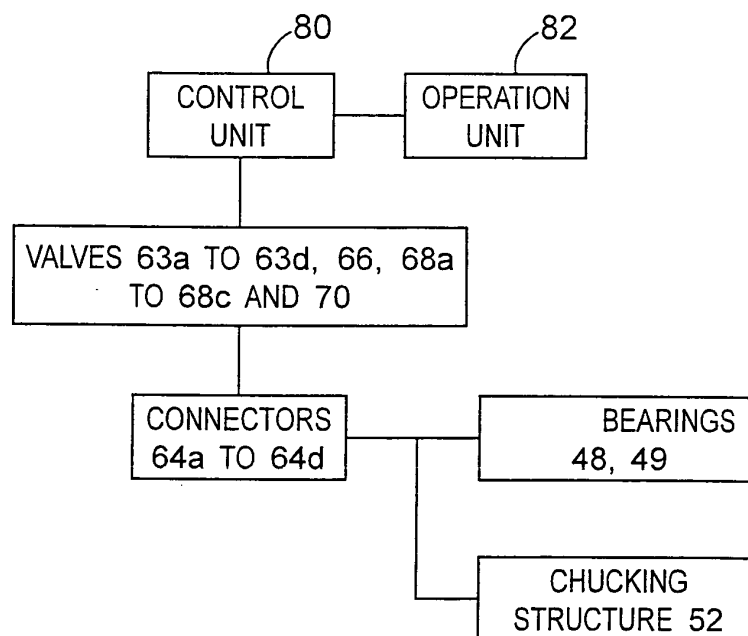 80
82
CONTROL
UNIT
OPERATION
UNIT
VALVES 63a TO 63d, 66, 68a
TO 68c AND 70
CONNECTORS
64a TO 64d
BEARINGS
48, 49
CHUCKING
STRUCTURE 52